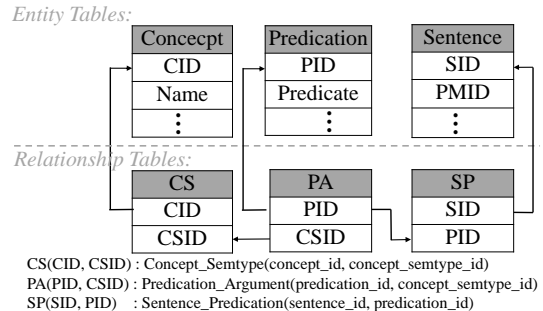 Entity Tables:
Concecpt Predication Sentence
CID PID SID
Name Predicate PMID
⋮ ⋮ ⋮
Relationship Tables:
CS PA SP
CID PID SID
CSID CSID PID
CS(CID, CSID) : Concept_Semtype(concept_id, concept_semtype_id)
PA(PID, CSID) : Predication_Argument(predication_id, concept_semtype_id)
SP(SID, PID) : Sentence_Predication(sentence_id, predication_id)